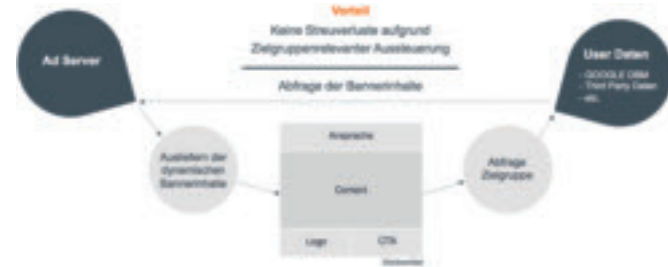 Vorteil
Keine Streuverluste aufgrund
Zielgruppenrelevanter Aussteuerung
Abfrage der Bannerinhalte
Ad Server
User Daten
- GOOGLE DBM
- Third Party Daten
- etc.
Ausliefern der
dynamischen
Bannerinhalte
Ansprache
Content
Logo
CTA
Abfrage
Zielgruppe